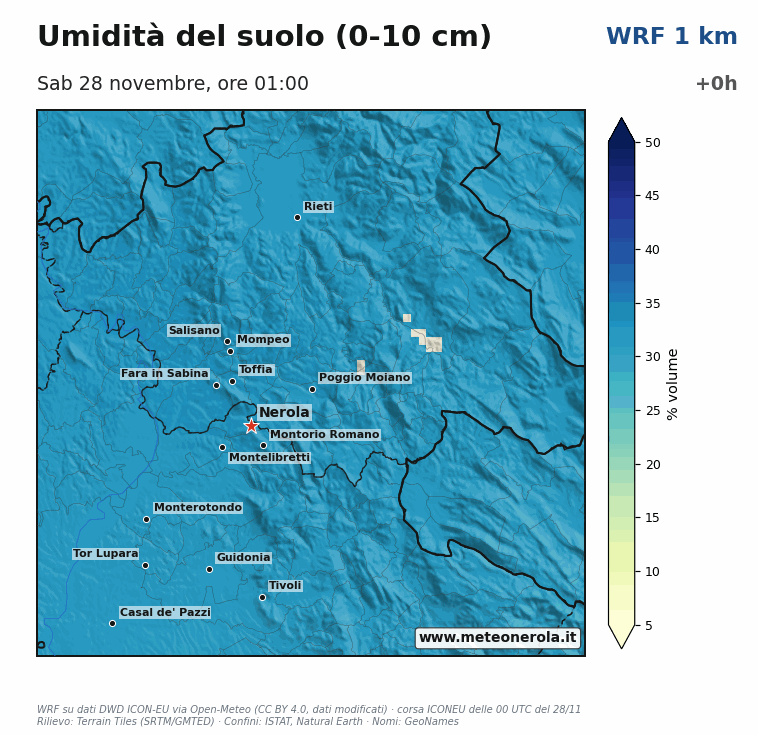 Umidità del suolo (0-10 cm)
WRF 1 km
Sab 28 novembre, ore 01:00
+0h
Rieti
Salisano
Mompeo
Fara in Sabina
Toffia
Poggio Moiano
Nerola
Montorio Romano
Montelibretti
Monterotondo
Tor Lupara
Guidonia
Tivoli
Casal de' Pazzi
www.meteonerola.it
50
45
40
35
30
25
20
15
10
5
% volume
WRF su dati DWD ICON-EU via Open-Meteo (CC BY 4.0, dati modificati) · corsa ICONEU delle 00 UTC del 28/11
Rilievo: Terrain Tiles (SRTM/GMTED) · Confini: ISTAT, Natural Earth · Nomi: GeoNames